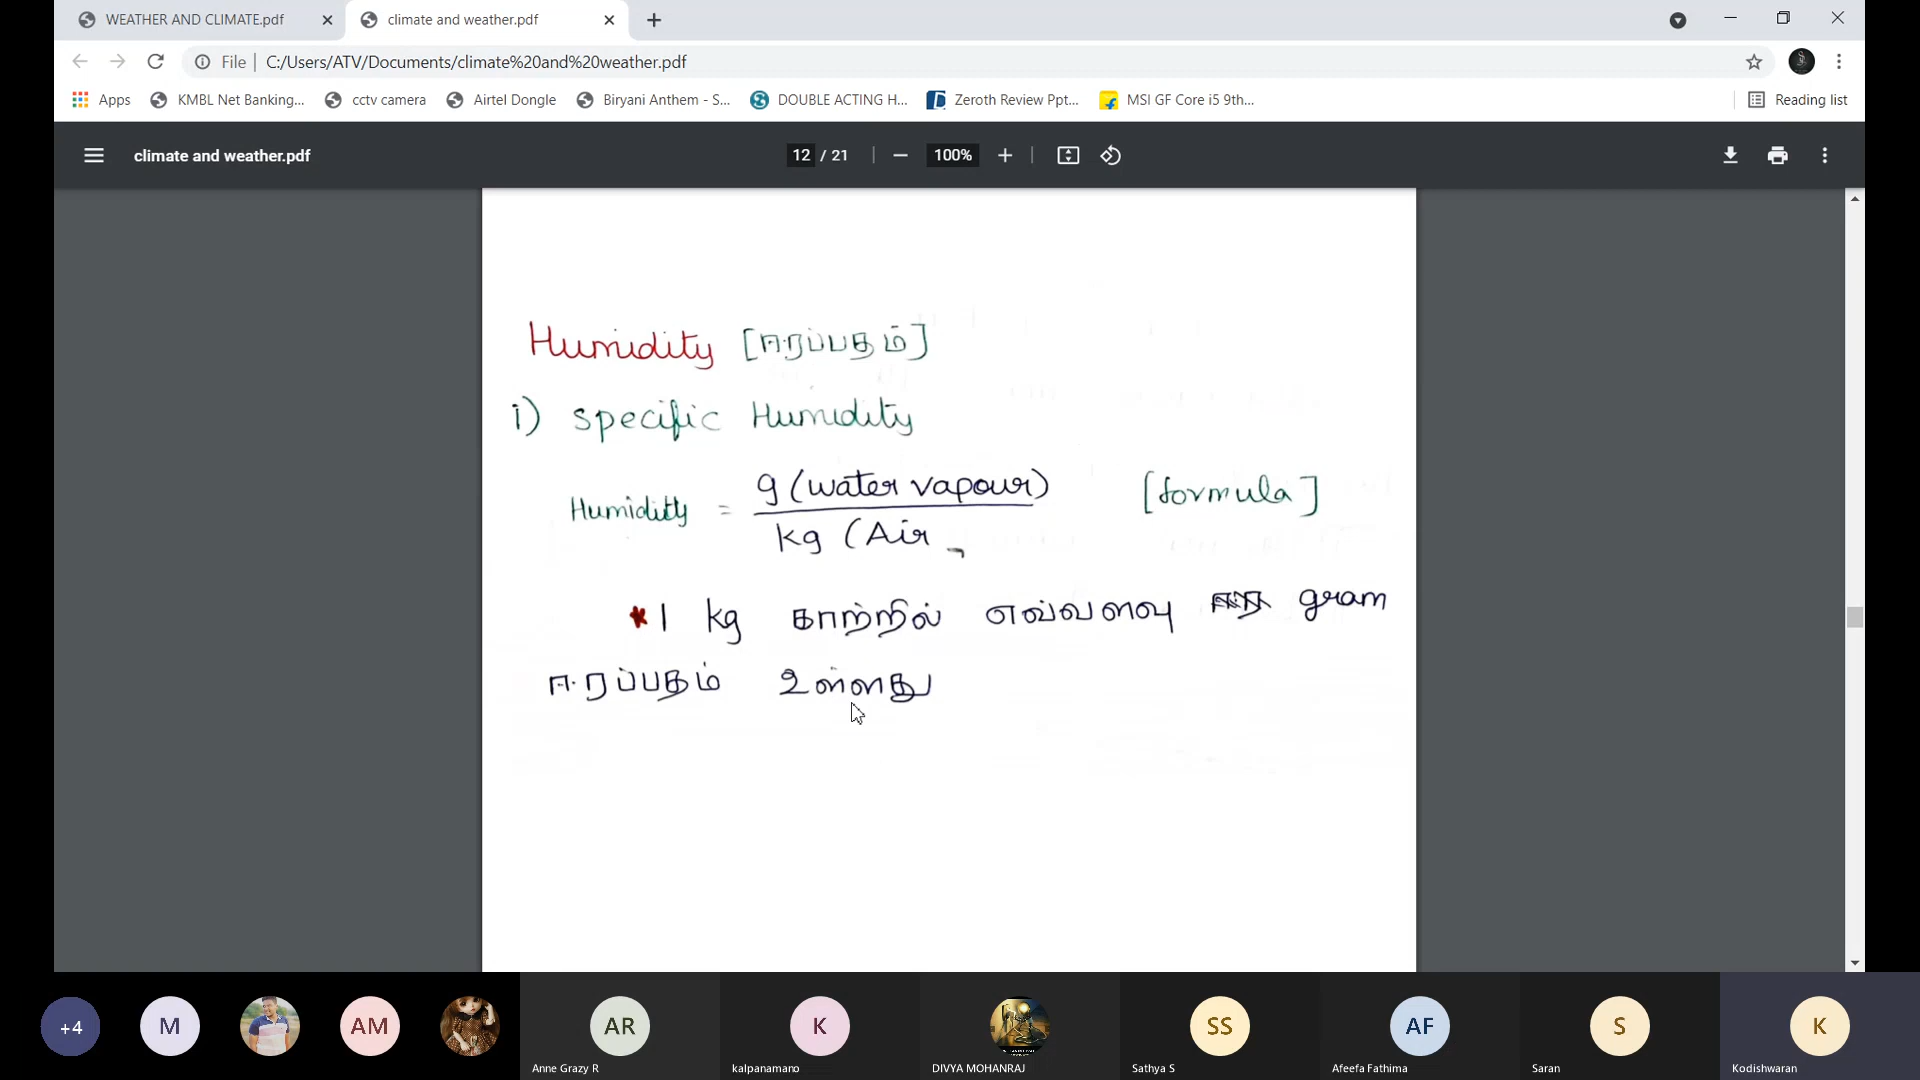 WEATHER AND CLIMATE.pdf
climate and weather.pdf
File
C:/Users/ATV/Documents/climate%20and%20weather.pdf
Apps
KMBL Net Banking...
cctv camera
Airtel Dongle
Biryani Anthem - S...
DOUBLE ACTING H...
Zeroth Review Ppt...
MSI GF Core i5 9th...
Reading list
climate and weather.pdf
12 / 21
100%
Humidity [ஈரப்பதம்]
i) specific Humidity
Humidity = g (water vapour) [formula]
kg (Air
*1 kg காற்றில் எவ்வளவு gram
ஈரப்பதம் உள்ளது
+4
M
AM
AR
K
SS
AF
S
K
Anne Grazy R
kalpanamano
DIVYA MOHANRAJ
Sathya S
Afeefa Fathima
Saran
Kodishwaran